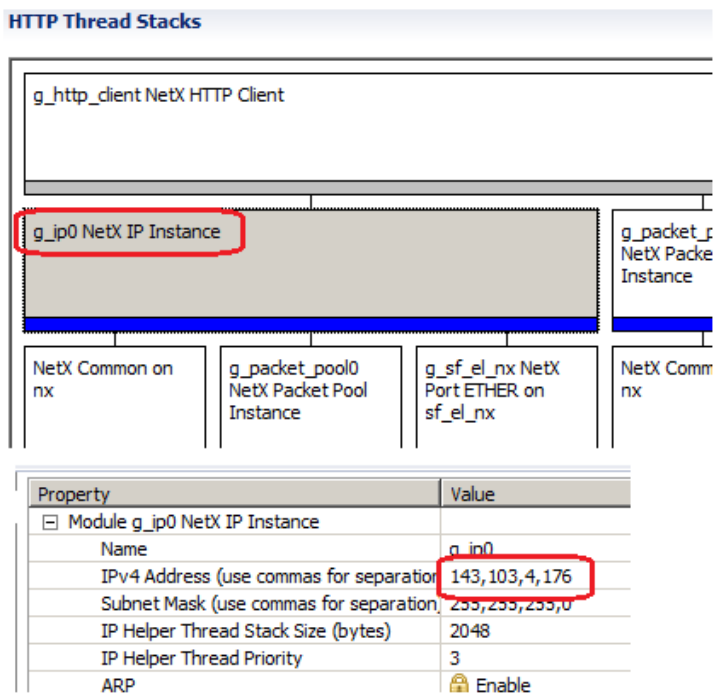 HTTP Thread Stacks
g_http_client NetX HTTP Client
g_ip0 NetX IP Instance
g_packet_p
NetX Packe
Instance
NetX Common on
nx
g_packet_pool0
NetX Packet Pool
Instance
g_sf_el_nx NetX
Port ETHER on
sf_el_nx
NetX Comm
nx
Property Value
Module g_ip0 NetX IP Instance
Name g_ip0
IPv4 Address (use commas for separation 143,103,4,176
Subnet Mask (use commas for separation) 255,255,255,0
IP Helper Thread Stack Size (bytes) 2048
IP Helper Thread Priority 3
ARP Enable